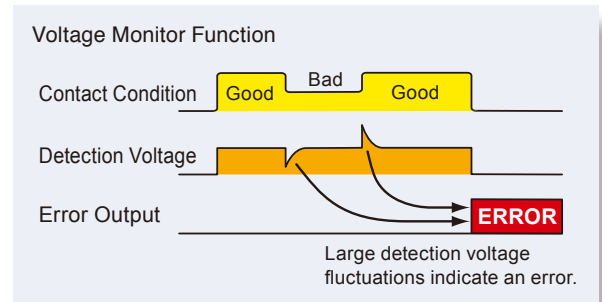 Voltage Monitor Function
Contact Condition
Good
Bad
Good
Detection Voltage
Error Output
ERROR
Large detection voltage
fluctuations indicate an error.